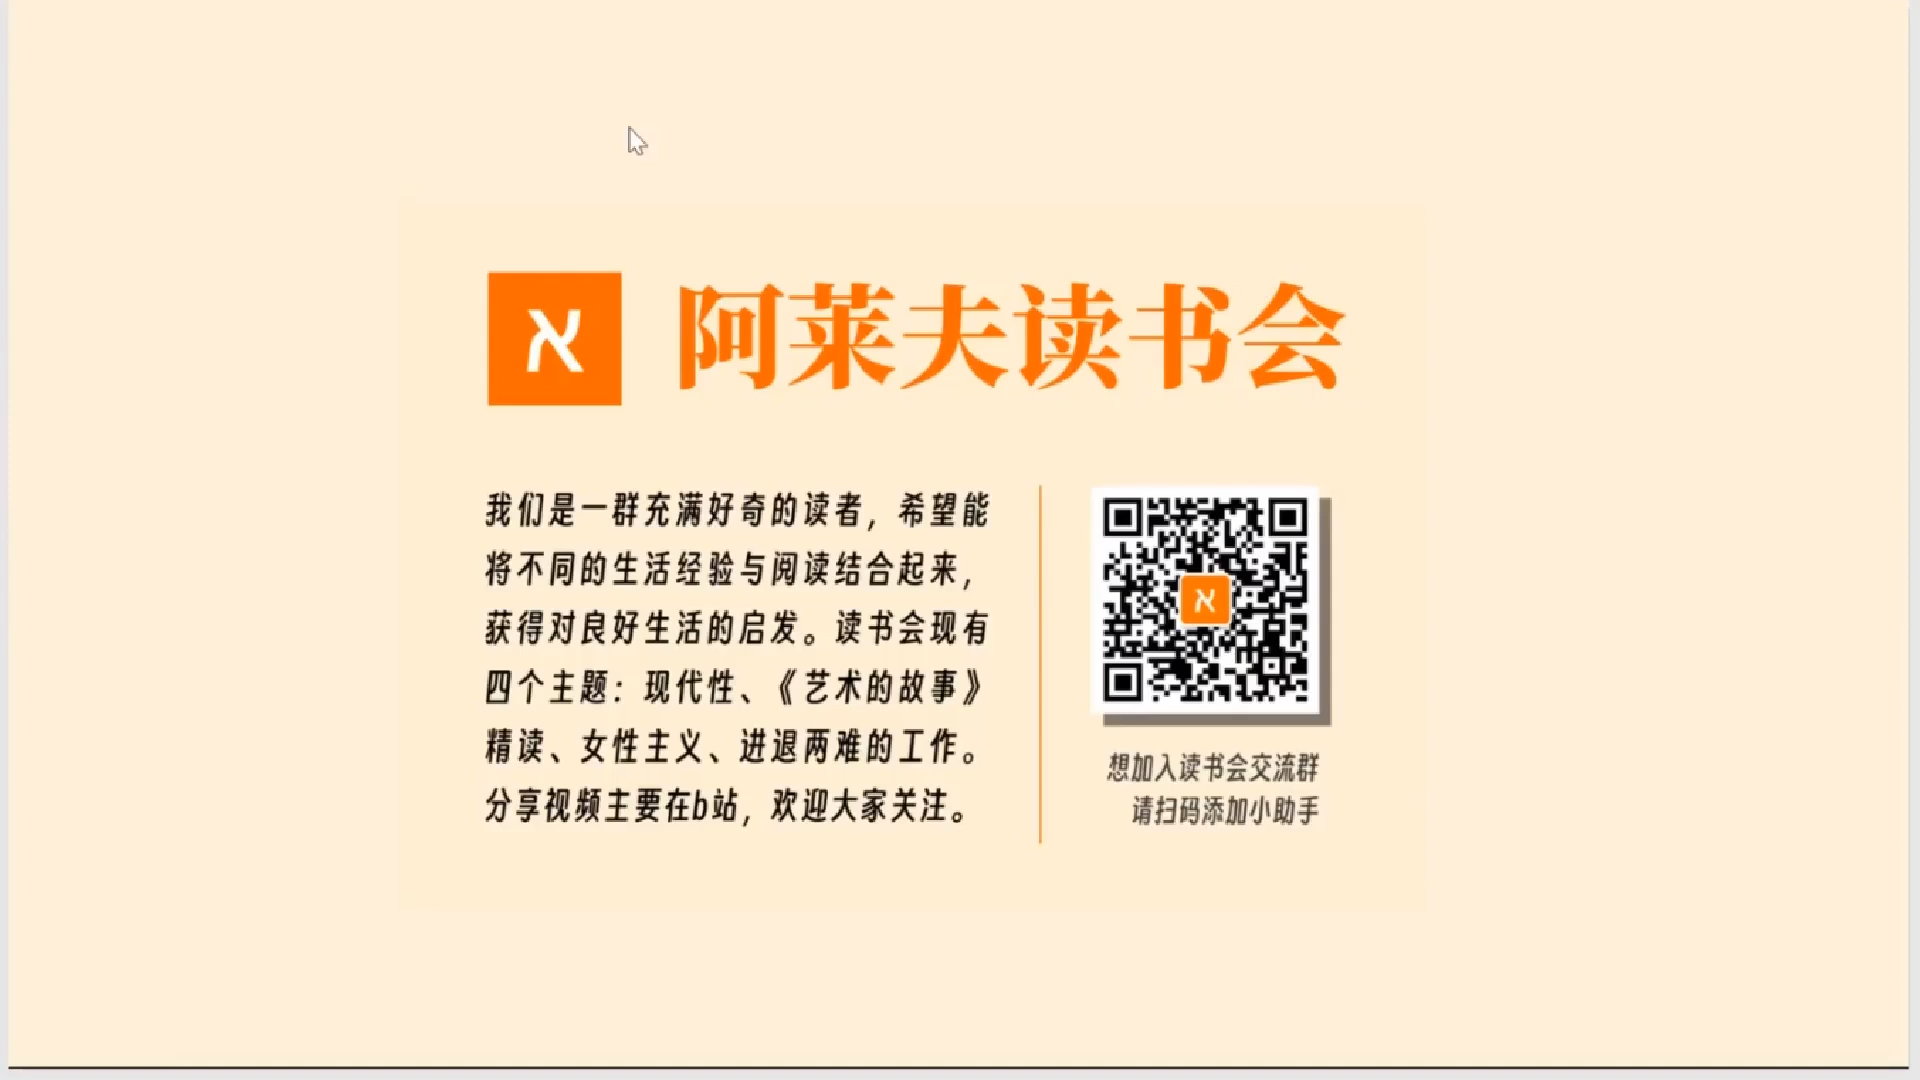 א
阿莱夫读书会
我们是一群充满好奇的读者，希望能
将不同的生活经验与阅读结合起来，
获得对良好生活的启发。读书会现有
四个主题：现代性、《艺术的故事》
精读、女性主义、进退两难的工作。
分享视频主要在b站，欢迎大家关注。
א
想加入读书会交流群
请扫码添加小助手